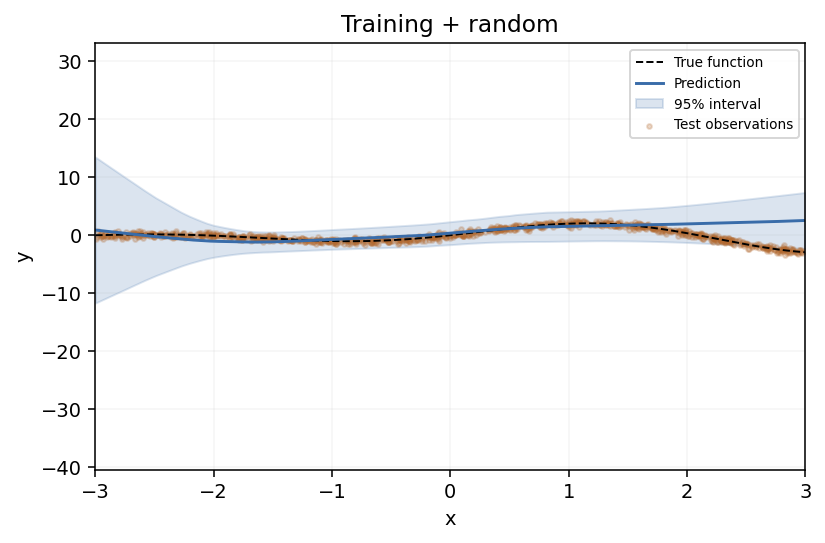 Training + random
True function
Prediction
95% interval
Test observations
30
20
10
0
−10
−20
−30
−40
y
−3
−2
−1
0
1
2
3
x